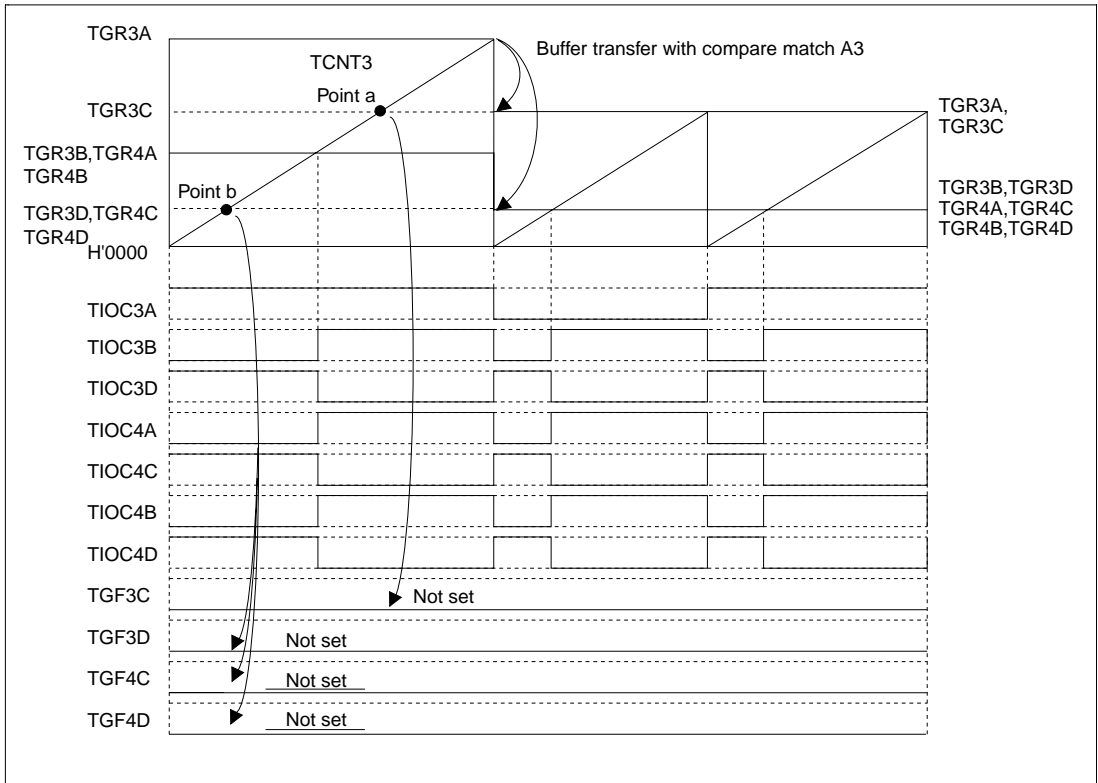 TGR3A
Buffer transfer with compare match A3
TCNT3
Point a
TGR3C
TGR3A,
TGR3C
TGR3B,TGR4A
TGR4B
Point b
TGR3D,TGR4C
TGR4D
H'0000
TGR3B,TGR3D
TGR4A,TGR4C
TGR4B,TGR4D
TIOC3A
TIOC3B
TIOC3D
TIOC4A
TIOC4C
TIOC4B
TIOC4D
TGF3C
Not set
TGF3D
Not set
TGF4C
Not set
TGF4D
Not set